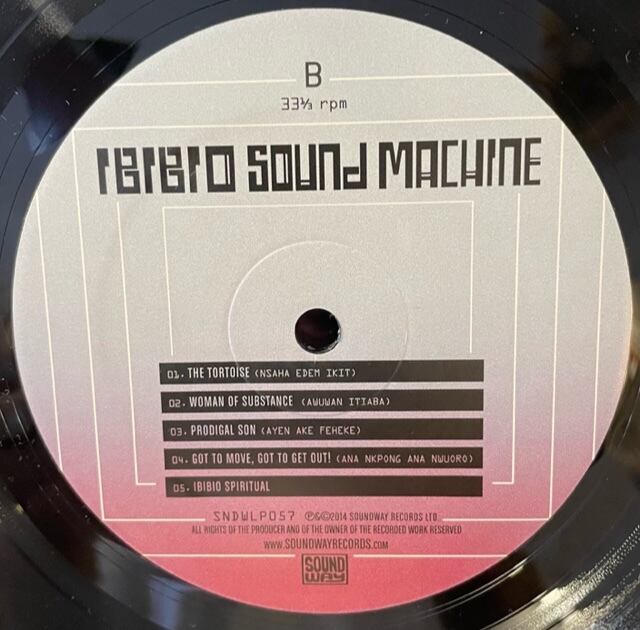 B
33⅓ rpm
IBIBIO SOUND MACHINE
01. THE TORTOISE (NSAHA EDEM IKIT)
02. WOMAN OF SUBSTANCE (AWUWAN ITIABA)
03. PRODIGAL SON (AYEN AKE FEHEKE)
04. GOT TO MOVE, GOT TO GET OUT! (ANA NKPONG ANA NWUORO)
05. IBIBIO SPIRITUAL
SNDWLP057 ℗&©2014 SOUNDWAY RECORDS LTD.
ALL RIGHTS OF THE PRODUCER AND OF THE OWNER OF THE RECORDED WORK RESERVED
WWW.SOUNDWAYRECORDS.COM
SOUND
WAY